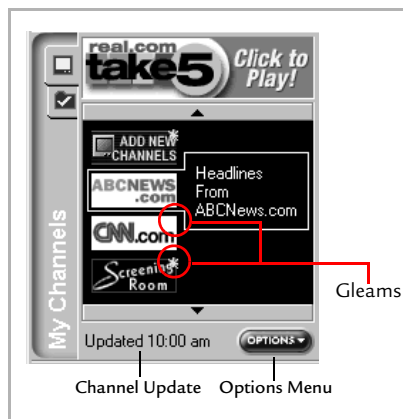 real.com
take5
Click to
Play!
ADD NEW
CHANNELS
ABCNEWS
.com
Headlines
From
ABCNews.com
CNN.com
Screening
Room
My Channels
Gleams
Updated 10:00 am
OPTIONS
Channel Update
Options Menu